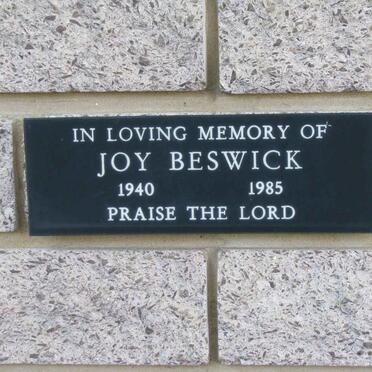 IN LOVING MEMORY OF
JOY BESWICK
1940 1985
PRAISE THE LORD